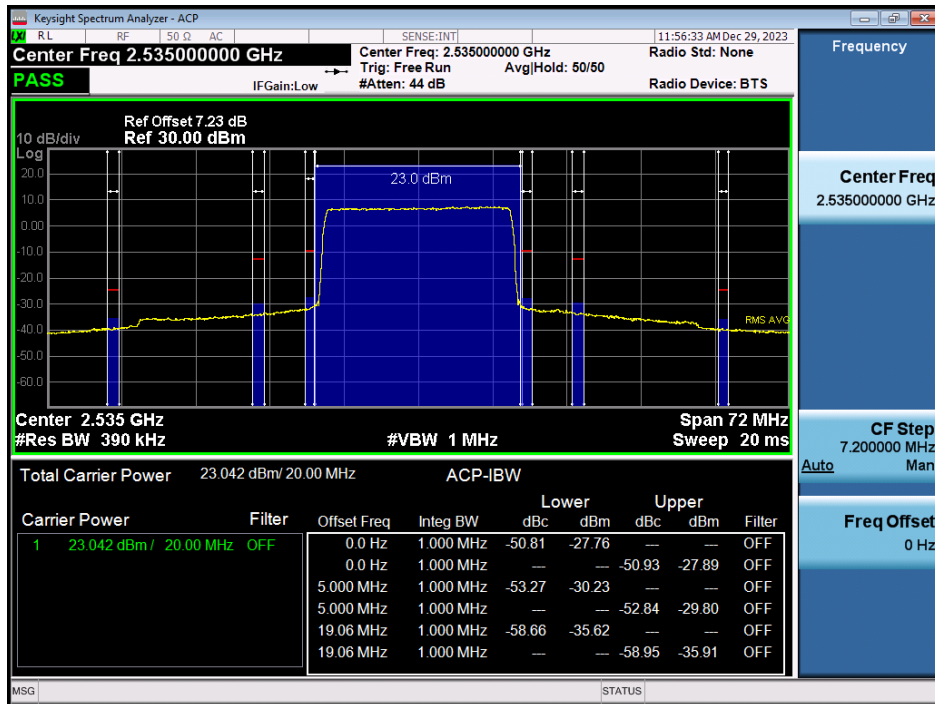 Keysight Spectrum Analyzer - ACP
LXI RL RF 50 Ω AC SENSE:INT 11:56:33 AM Dec 29, 2023
Center Freq 2.535000000 GHz
Center Freq: 2.535000000 GHz
Radio Std: None
Trig: Free Run Avg|Hold: 50/50
PASS
IFGain:Low
#Atten: 44 dB
Radio Device: BTS
Ref Offset 7.23 dB
10 dB/div Ref 30.00 dBm
Log
20.0
10.0
0.00
-10.0
-20.0
-30.0
-40.0
-50.0
-60.0
23.0 dBm
RMS AVG
Center 2.535 GHz Span 72 MHz
#Res BW 390 kHz #VBW 1 MHz Sweep 20 ms
Total Carrier Power 23.042 dBm/ 20.00 MHz ACP-IBW
Lower Upper
Carrier Power Filter Offset Freq Integ BW dBc dBm dBc dBm Filter
1 23.042 dBm / 20.00 MHz OFF
0.0 Hz 1.000 MHz -50.81 -27.76 --- --- OFF
0.0 Hz 1.000 MHz --- --- -50.93 -27.89 OFF
5.000 MHz 1.000 MHz -53.27 -30.23 --- --- OFF
5.000 MHz 1.000 MHz --- --- -52.84 -29.80 OFF
19.06 MHz 1.000 MHz -58.66 -35.62 --- --- OFF
19.06 MHz 1.000 MHz --- --- -58.95 -35.91 OFF
MSG STATUS
Frequency
Center Freq
2.535000000 GHz
CF Step
7.200000 MHz
Auto Man
Freq Offset
0 Hz